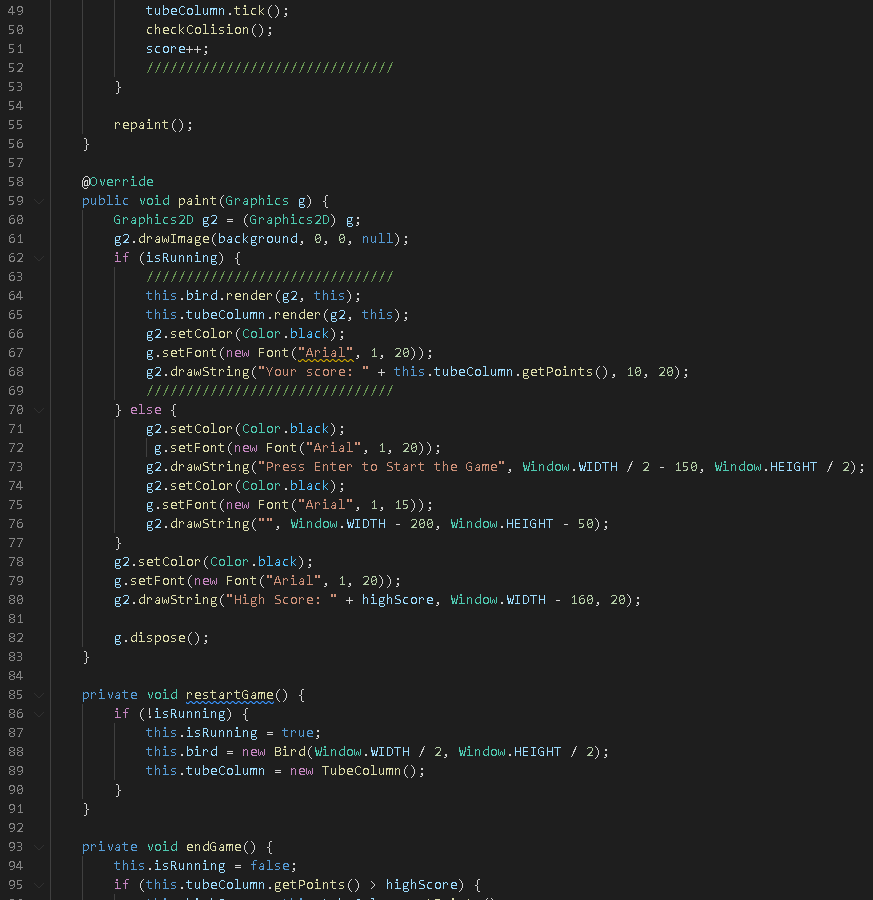 49 tubeColumn.tick();
50 checkColision();
51 score++;
52 ///////////////////////////////
53 }
54
55 repaint();
56 }
57
58 @Override
59 public void paint(Graphics g) {
60 Graphics2D g2 = (Graphics2D) g;
61 g2.drawImage(background, 0, 0, null);
62 if (isRunning) {
63 ///////////////////////////////
64 this.bird.render(g2, this);
65 this.tubeColumn.render(g2, this);
66 g2.setColor(Color.black);
67 g.setFont(new Font("Arial", 1, 20));
68 g2.drawString("Your score: " + this.tubeColumn.getPoints(), 10, 20);
69 ///////////////////////////////
70 } else {
71 g2.setColor(Color.black);
72 g.setFont(new Font("Arial", 1, 20));
73 g2.drawString("Press Enter to Start the Game", Window.WIDTH / 2 - 150, Window.HEIGHT / 2);
74 g2.setColor(Color.black);
75 g.setFont(new Font("Arial", 1, 15));
76 g2.drawString("", Window.WIDTH - 200, Window.HEIGHT - 50);
77 }
78 g2.setColor(Color.black);
79 g.setFont(new Font("Arial", 1, 20));
80 g2.drawString("High Score: " + highScore, Window.WIDTH - 160, 20);
81
82 g.dispose();
83 }
84
85 private void restartGame() {
86 if (!isRunning) {
87 this.isRunning = true;
88 this.bird = new Bird(Window.WIDTH / 2, Window.HEIGHT / 2);
89 this.tubeColumn = new TubeColumn();
90 }
91 }
92
93 private void endGame() {
94 this.isRunning = false;
95 if (this.tubeColumn.getPoints() > highScore) {